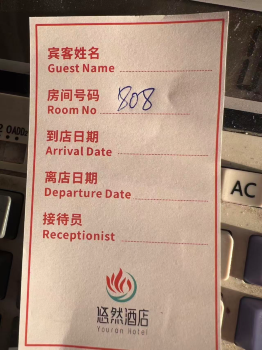 宾客姓名
Guest Name
房间号码 808
Room No
到店日期
Arrival Date
离店日期
Departure Date
接待员
Receptionist
悠然酒店
Youran Hotel
AC